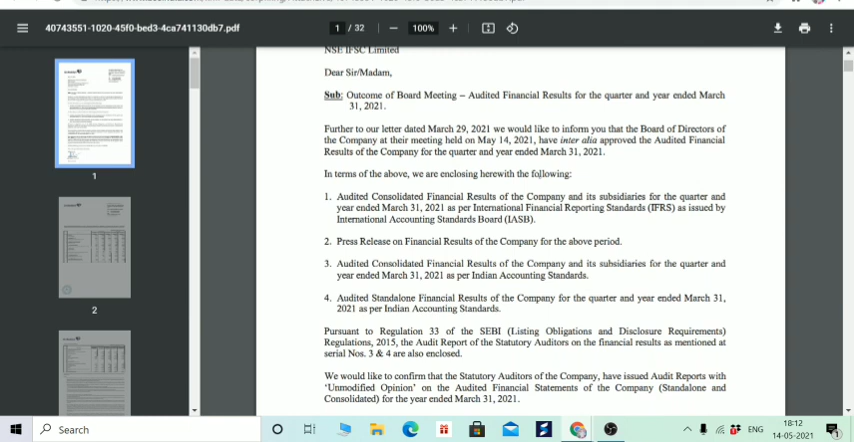 40743551-1020-45f0-bed3-4ca741130db7.pdf
1 / 32
100%
NSE IFSC Limited
Dear Sir/Madam,
Sub: Outcome of Board Meeting – Audited Financial Results for the quarter and year ended March
31, 2021.
Further to our letter dated March 29, 2021 we would like to inform you that the Board of Directors of
the Company at their meeting held on May 14, 2021, have inter alia approved the Audited Financial
Results of the Company for the quarter and year ended March 31, 2021.
In terms of the above, we are enclosing herewith the following:
1. Audited Consolidated Financial Results of the Company and its subsidiaries for the quarter and
year ended March 31, 2021 as per International Financial Reporting Standards (IFRS) as issued by
International Accounting Standards Board (IASB).
2. Press Release on Financial Results of the Company for the above period.
3. Audited Consolidated Financial Results of the Company and its subsidiaries for the quarter and
year ended March 31, 2021 as per Indian Accounting Standards.
4. Audited Standalone Financial Results of the Company for the quarter and year ended March 31,
2021 as per Indian Accounting Standards.
Pursuant to Regulation 33 of the SEBI (Listing Obligations and Disclosure Requirements)
Regulations, 2015, the Audit Report of the Statutory Auditors on the financial results as mentioned at
serial Nos. 3 & 4 are also enclosed.
We would like to confirm that the Statutory Auditors of the Company, have issued Audit Reports with
‘Unmodified Opinion’ on the Audited Financial Statements of the Company (Standalone and
Consolidated) for the year ended March 31, 2021.
1
2
Search
ENG
18:12
14-05-2021
1